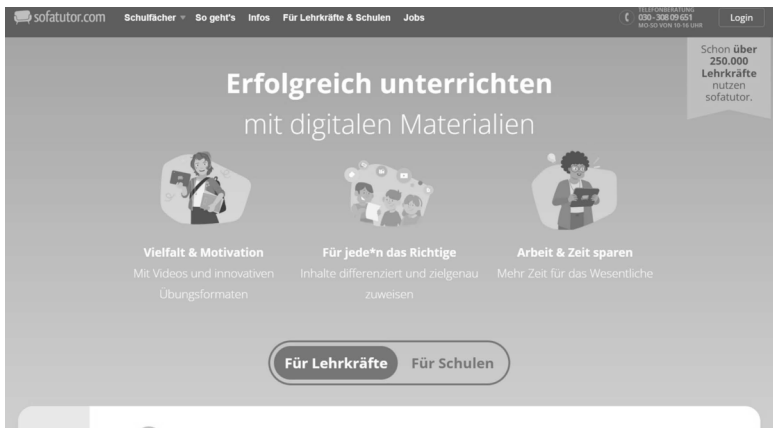 sofatutor.com Schulfächer So geht's Infos Für Lehrkräfte & Schulen Jobs
TELEFONBERATUNG
030-308 09 651
MO-SO VON 10-16 UHR
Login
Schon über
250.000
Lehrkräfte
nutzen
sofatutor.
Erfolgreich unterrichten
mit digitalen Materialien
Vielfalt & Motivation
Mit Videos und innovativen
Übungsformaten
Für jede*n das Richtige
Inhalte differenziert und zielgenau
zuweisen
Arbeit & Zeit sparen
Mehr Zeit für das Wesentliche
Für Lehrkräfte Für Schulen